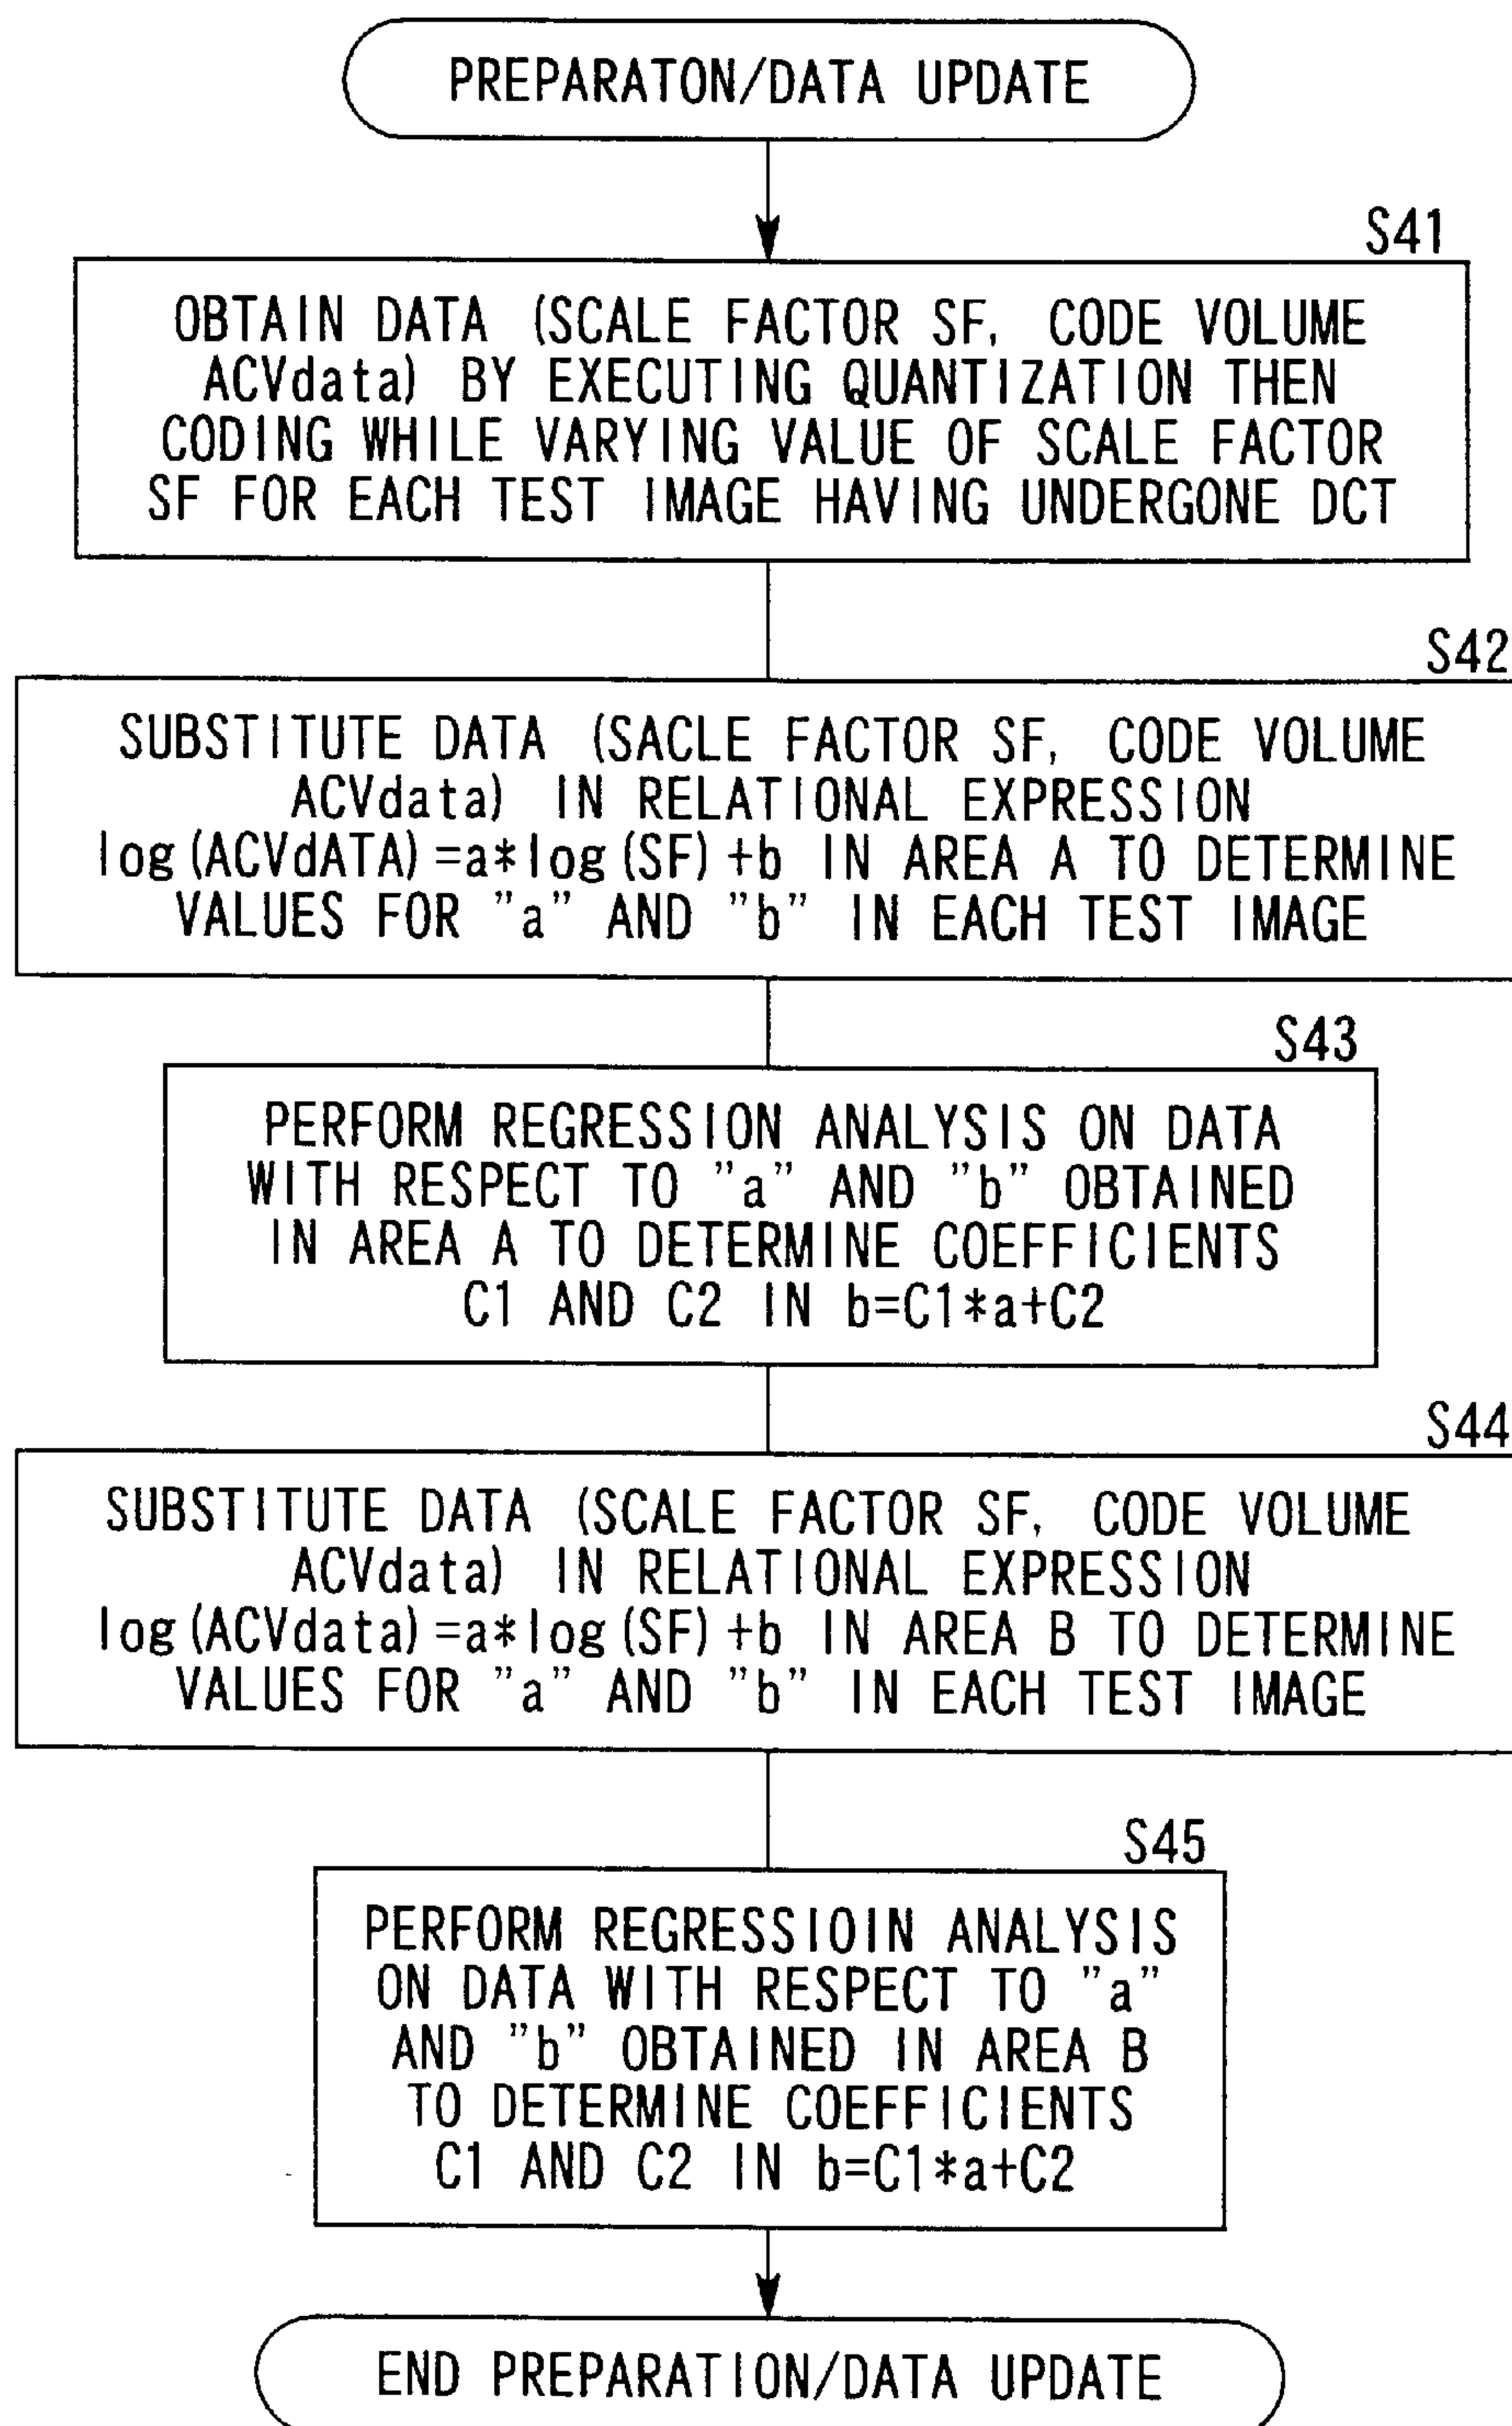 PREPARATON/DATA UPDATE
S41
OBTAIN DATA (SCALE FACTOR SF, CODE VOLUME
ACVdata) BY EXECUTING QUANTIZATION THEN
CODING WHILE VARYING VALUE OF SCALE FACTOR
SF FOR EACH TEST IMAGE HAVING UNDERGONE DCT
S42
SUBSTITUTE DATA (SACLE FACTOR SF, CODE VOLUME
ACVdata) IN RELATIONAL EXPRESSION
log(ACVdATA)=a*log(SF)+b IN AREA A TO DETERMINE
VALUES FOR "a" AND "b" IN EACH TEST IMAGE
S43
PERFORM REGRESSION ANALYSIS ON DATA
WITH RESPECT TO "a" AND "b" OBTAINED
IN AREA A TO DETERMINE COEFFICIENTS
C1 AND C2 IN b=C1*a+C2
S44
SUBSTITUTE DATA (SCALE FACTOR SF, CODE VOLUME
ACVdata) IN RELATIONAL EXPRESSION
log(ACVdata)=a*log(SF)+b IN AREA B TO DETERMINE
VALUES FOR "a" AND "b" IN EACH TEST IMAGE
S45
PERFORM REGRESSIOIN ANALYSIS
ON DATA WITH RESPECT TO "a"
AND "b" OBTAINED IN AREA B
TO DETERMINE COEFFICIENTS
C1 AND C2 IN b=C1*a+C2
END PREPARATION/DATA UPDATE